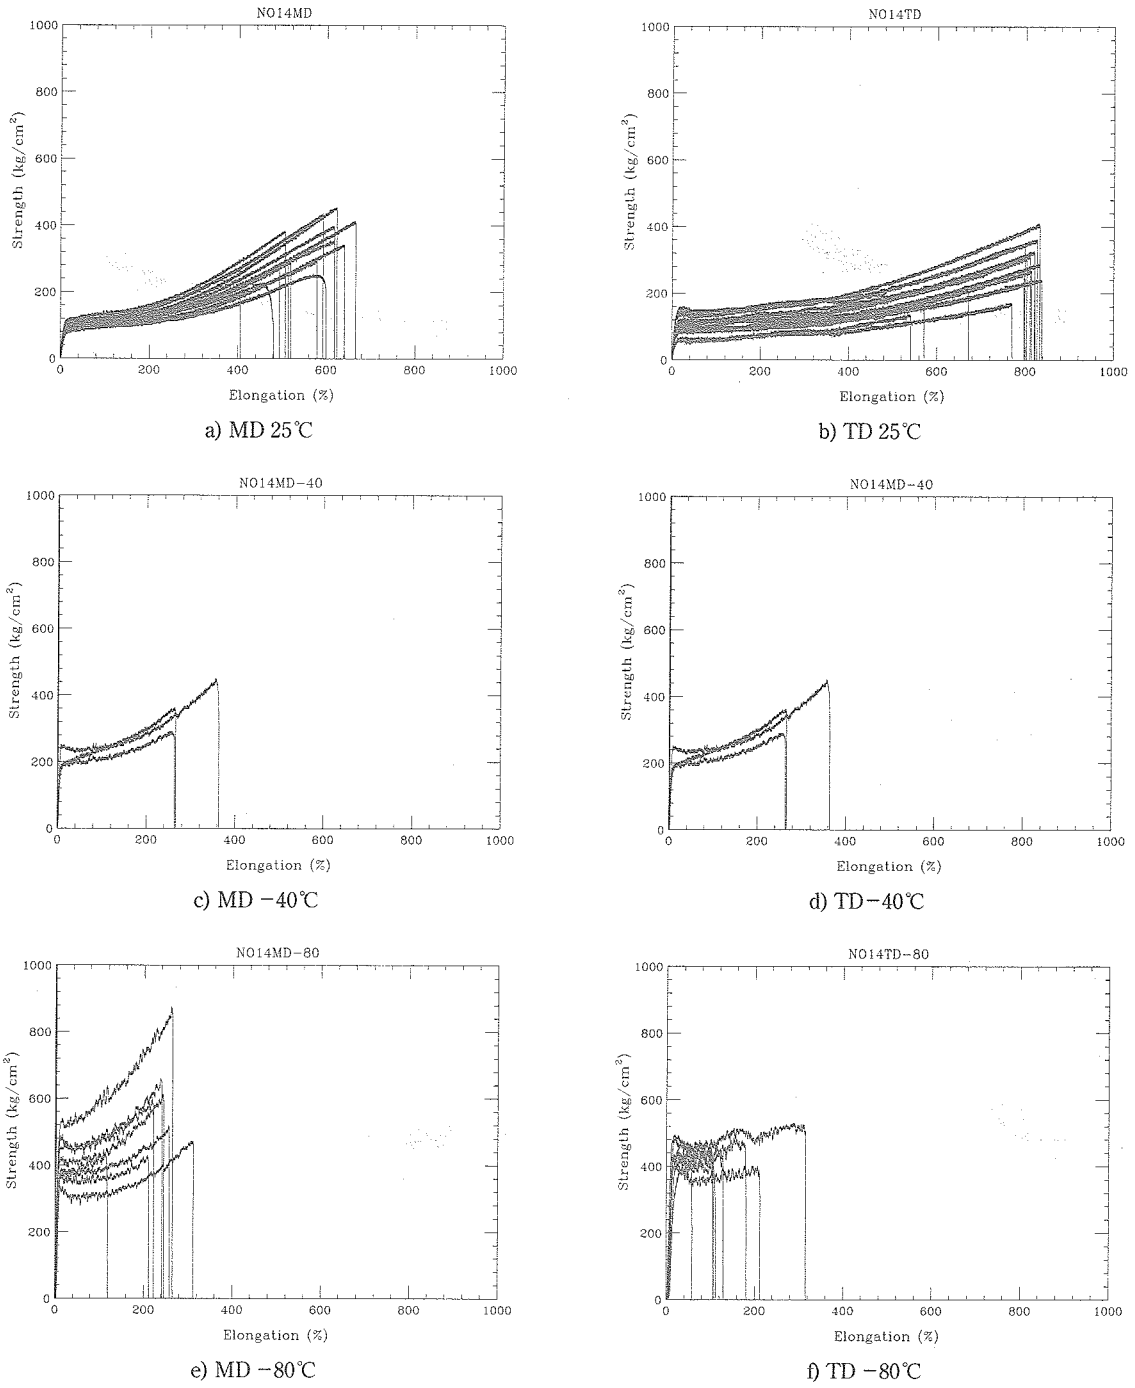 NO14MD
1000
800
600
400
200
0
0 200 400 600 800 1000
Strength (kg/cm²)
Elongation (%)
a) MD 25℃
NO14TD
1000
800
600
400
200
0
0 200 400 600 800 1000
Strength (kg/cm²)
Elongation (%)
b) TD 25℃
NO14MD-40
1000
800
600
400
200
0
0 200 400 600 800 1000
Strength (kg/cm²)
Elongation (%)
c) MD −40℃
NO14MD-40
1000
800
600
400
200
0
0 200 400 600 800 1000
Strength (kg/cm²)
Elongation (%)
d) TD−40℃
NO14MD-80
1000
800
600
400
200
0
0 200 400 600 800 1000
Strength (kg/cm²)
Elongation (%)
e) MD −80℃
NO14TD-80
1000
800
600
400
200
0
0 200 400 600 800 1000
Strength (kg/cm²)
Elongation (%)
f) TD −80℃